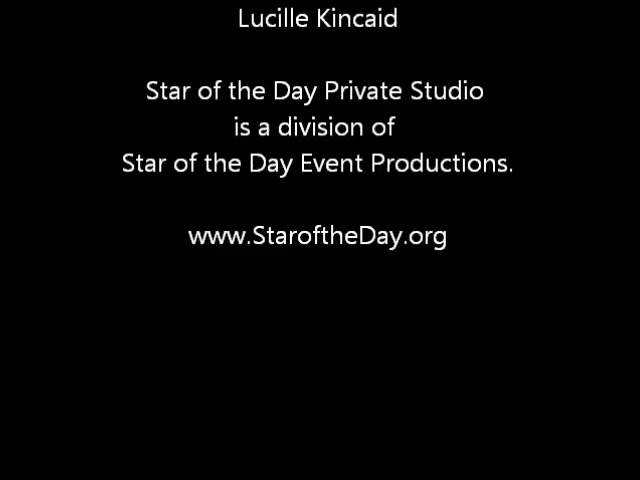 Lucille Kincaid
Star of the Day Private Studio
is a division of
Star of the Day Event Productions.
www.StaroftheDay.org